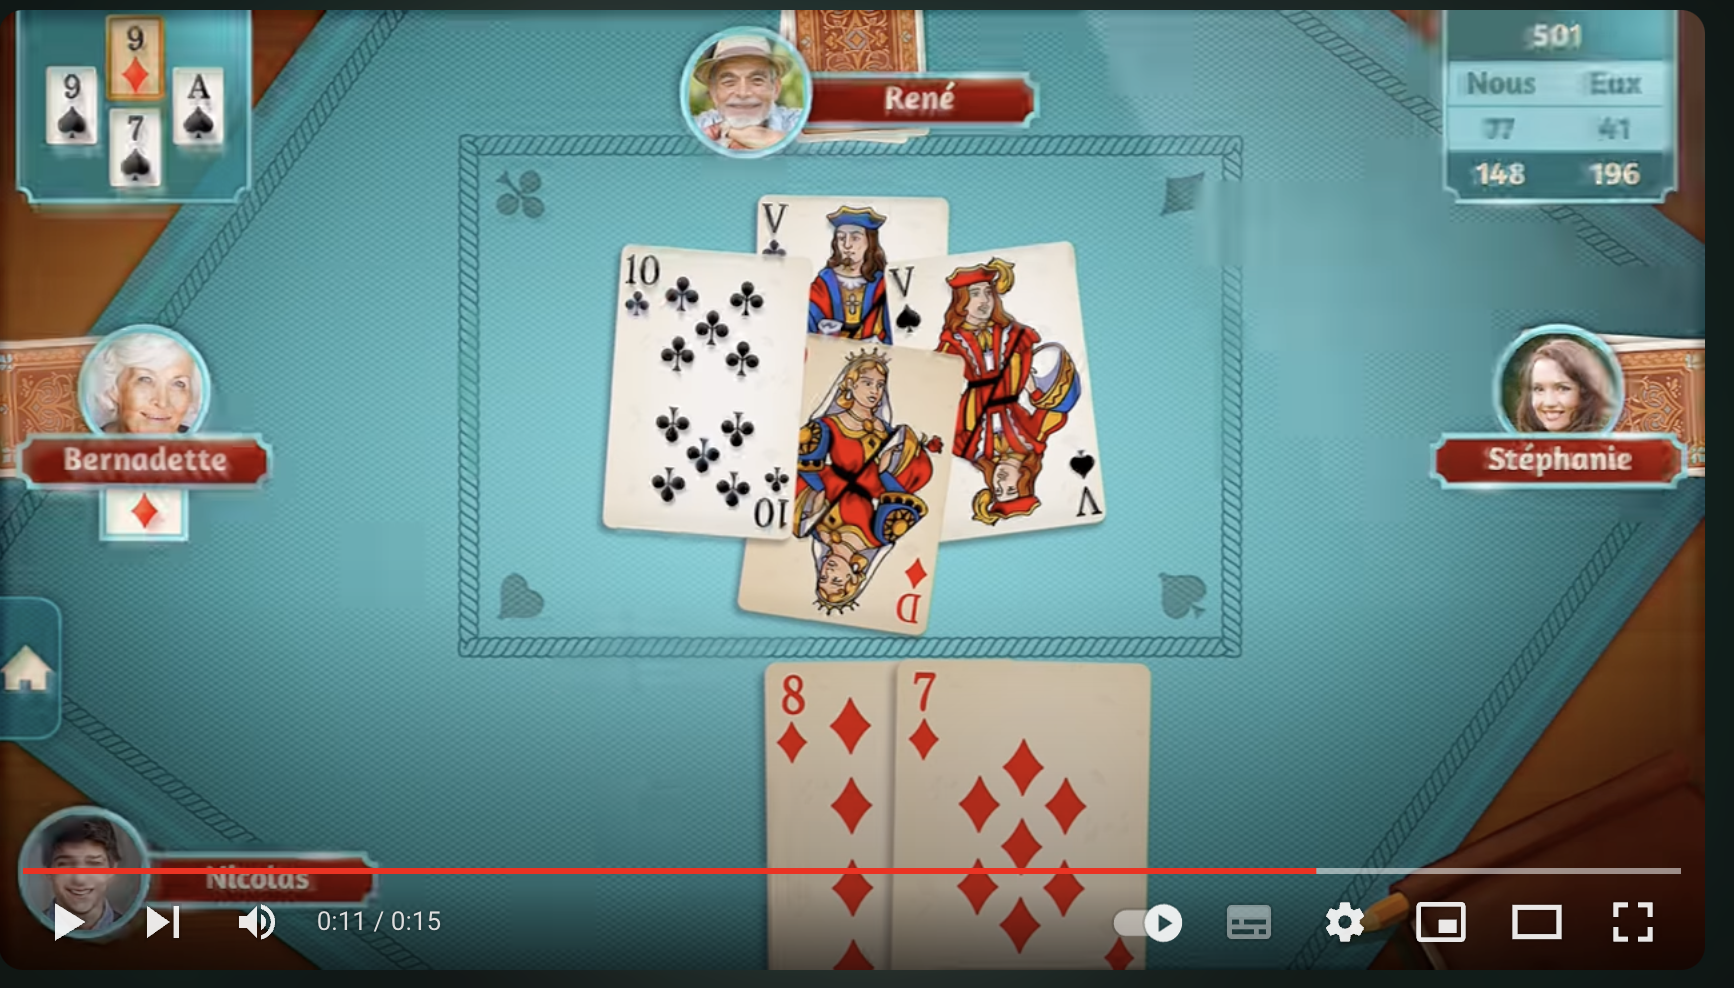 9
9
A
7
René
501
Nous Eux
77 41
148 196
V
10
V
Bernadette
Stéphanie
10
V
D
8
7
Nicolas
0:11 / 0:15